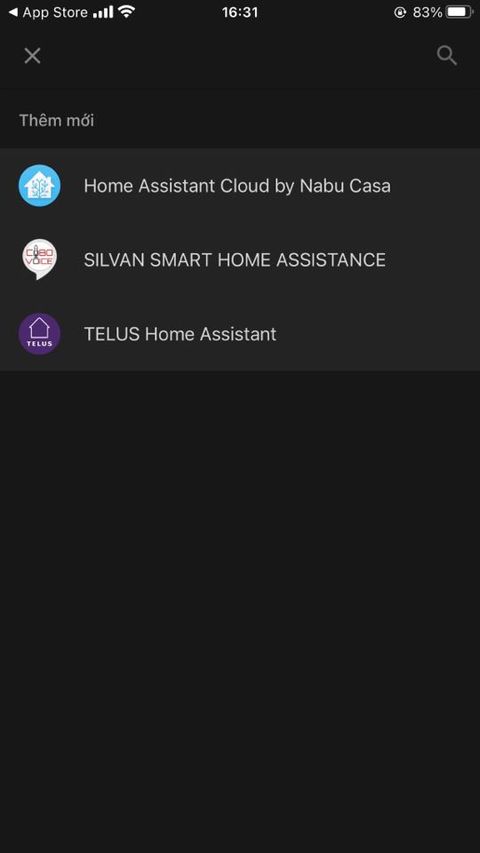 ◀ App Store 16:31 83%
Thêm mới
Home Assistant Cloud by Nabu Casa
SILVAN SMART HOME ASSISTANCE
TELUS Home Assistant
TELUS